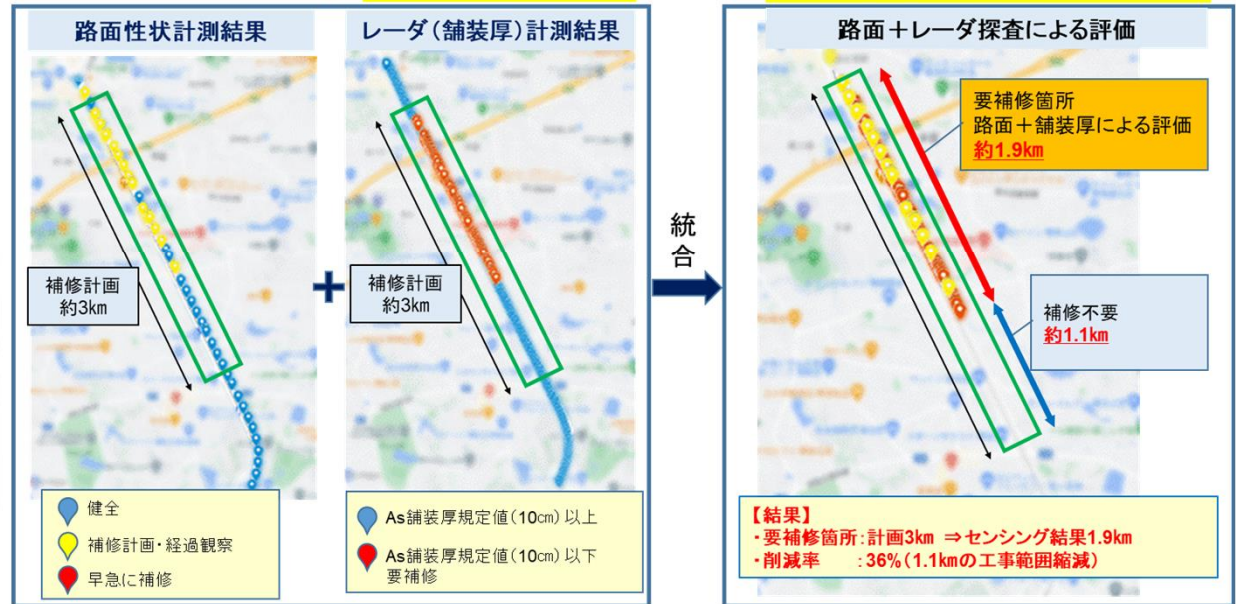 路面性状計測結果
補修計画
約3km
健全
補修計画・経過観察
早急に補修
+
レーダ(舗装厚)計測結果
補修計画
約3km
As舗装厚規定値(10㎝)以上
As舗装厚規定値(10㎝)以下
要補修
統合
路面+レーダ探査による評価
要補修箇所
路面+舗装厚による評価
約1.9km
補修不要
約1.1km
【結果】
・要補修箇所:計画3km ⇒センシング結果1.9km
・削減率 :36%(1.1kmの工事範囲縮減)